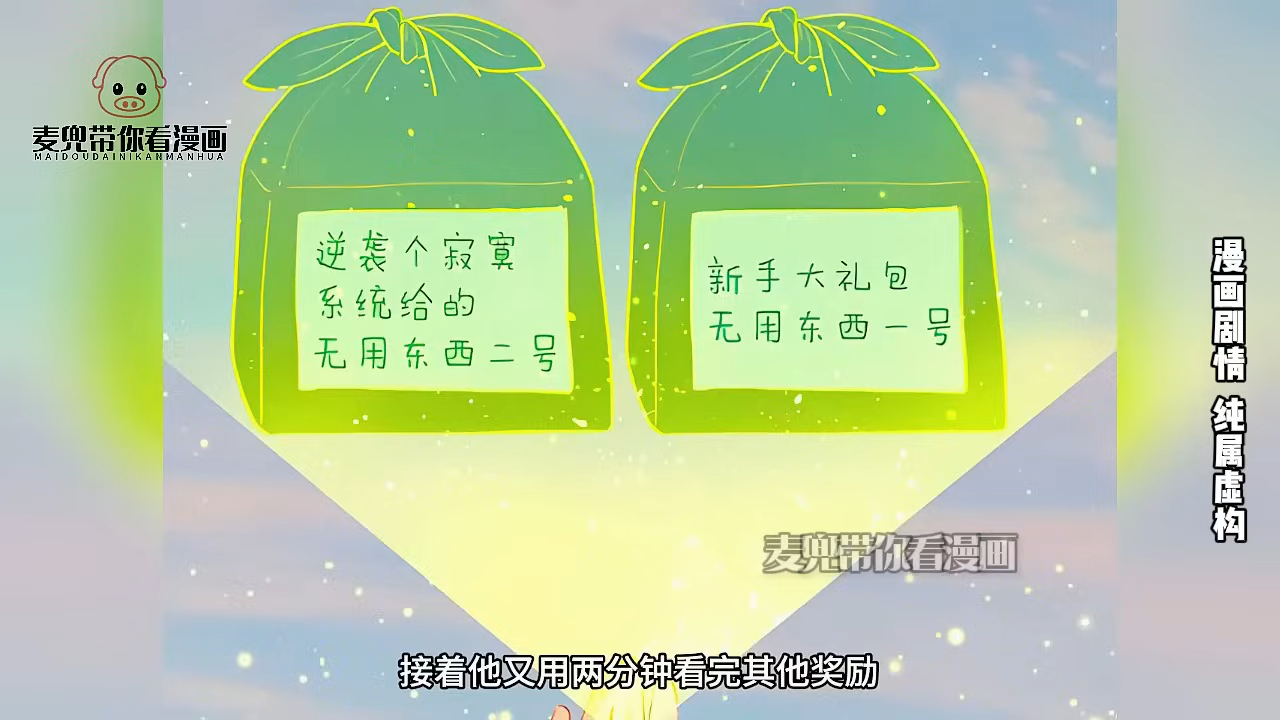 麦兜带你看漫画
MAIDOUDAINIKANMANHUA
逆袭个寂寞
系统给的
无用东西二号
新手大礼包
无用东西一号
漫画剧情 纯属虚构
麦兜带你看漫画
接着他又用两分钟看完其他奖励